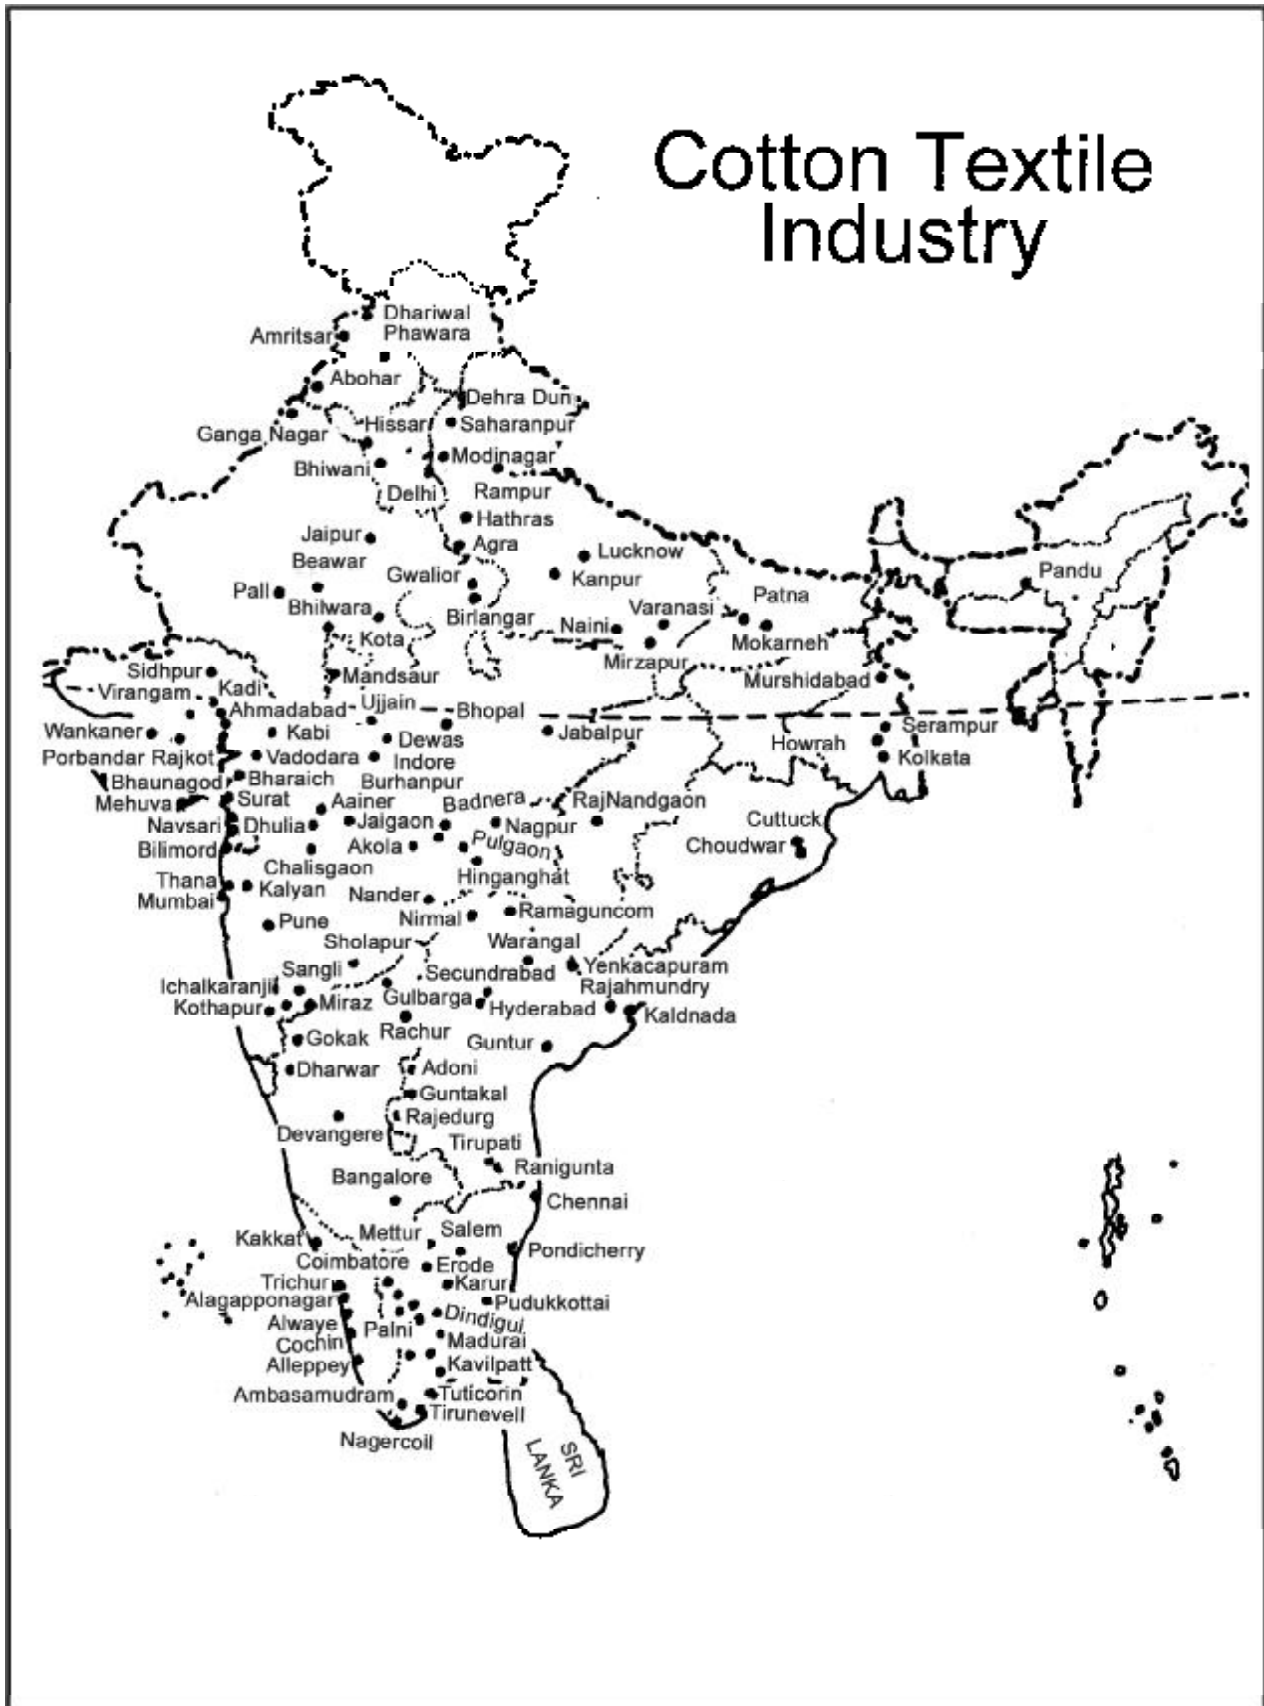 Cotton Textile
Industry
Dhariwal
Phawara
Amritsar
Abohar
Dehra Dun
Ganga Nagar
Hissar
Saharanpur
Bhiwani
Modinagar
Delhi
Rampur
Hathras
Jaipur
Agra
Beawar
Lucknow
Gwalior
Kanpur
Pandu
Pall
Bhilwara
Birlangar
Varanasi
Patna
Kota
Naini
Mokarneh
Mirzapur
Sidhpur
Mandsaur
Murshidabad
Virangam
Kadi
Ahmadabad
Ujjain
Bhopal
Wankaner
Kabi
Dewas
Jabalpur
Serampur
Howrah
Porbandar Rajkot
Vadodara
Indore
Kolkata
Bhaunagod
Bharaich
Burhanpur
Mehuva
Surat
Aainer
Badnera
RajNandgaon
Navsari
Dhulia
Jaigaon
Nagpur
Cuttuck
Bilimord
Akola
Pulgaon
Choudwar
Chalisgaon
Hinganghat
Thana
Kalyan
Nander
Mumbai
Pune
Nirmal
Ramaguncom
Sholapur
Warangal
Sangli
Secundrabad
Yenkacapuram
Ichalkaranji
Gulbarga
Rajahmundry
Kothapur
Miraz
Hyderabad
Kaldnada
Gokak
Rachur
Guntur
Dharwar
Adoni
Guntakal
Rajedurg
Devangere
Tirupati
Bangalore
Ranigunta
Chennai
Kakkat
Mettur
Salem
Pondicherry
Coimbatore
Erode
Trichur
Karur
Alagapponagar
Pudukkottai
Alwaye
Palni
Dindigui
Cochin
Madurai
Alleppey
Kavilpatt
Ambasamudram
Tuticorin
Tirunevell
Nagercoil
SRI
LANKA